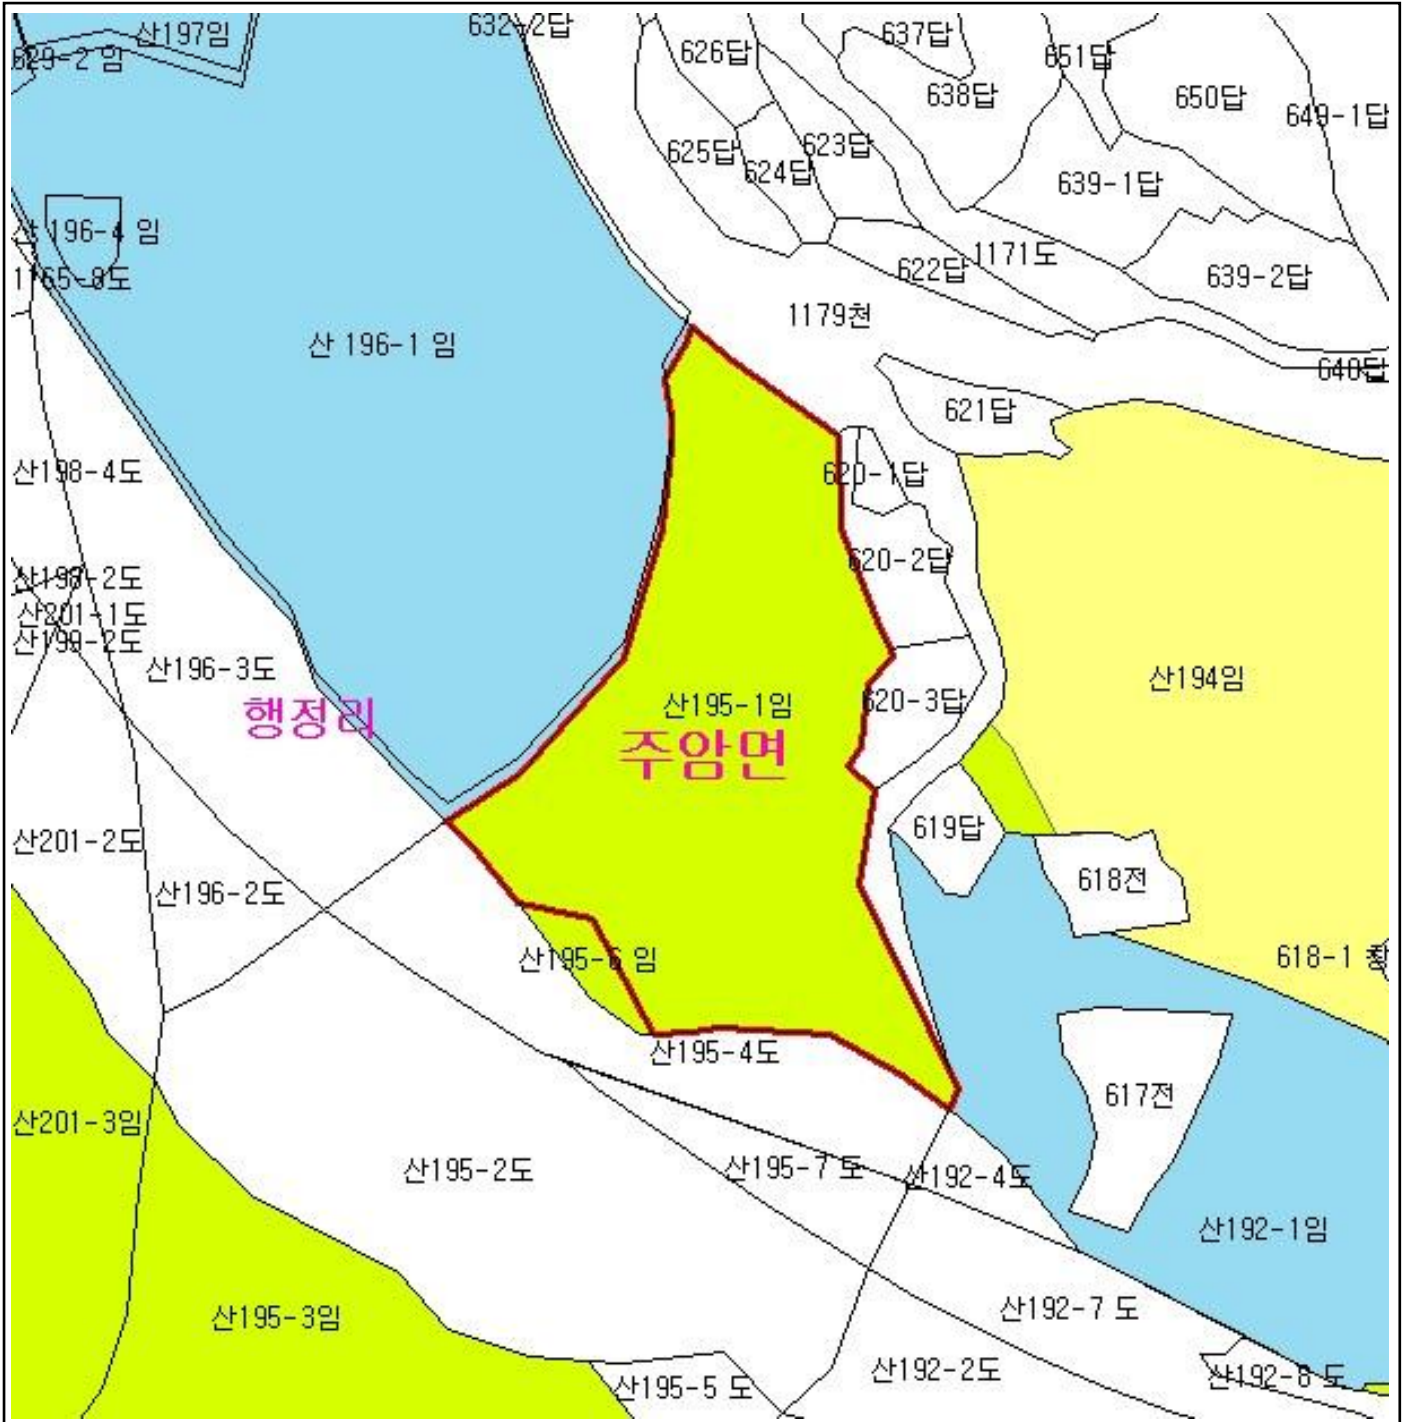 산197임
632-2답
637답
626답
651답
629-2 임
638답
650답
649-1답
623답
625답
624답
639-1답
산 196-4 임
1171도
622답
639-2답
1165-8도
1179천
산 196-1 임
640답
621답
산198-4도
620-1답
620-2답
산198-2도
산201-1도
산199-2도
산196-3도
산194임
620-3답
산195-1임
행정리
주암면
619답
산201-2도
618전
산196-2도
618-1
산195-6 임
산195-4도
617전
산201-3임
산195-2도
산195-7 도
산192-4도
산192-1임
산195-3임
산192-7 도
산192-2도
산195-5 도
산192-8 도